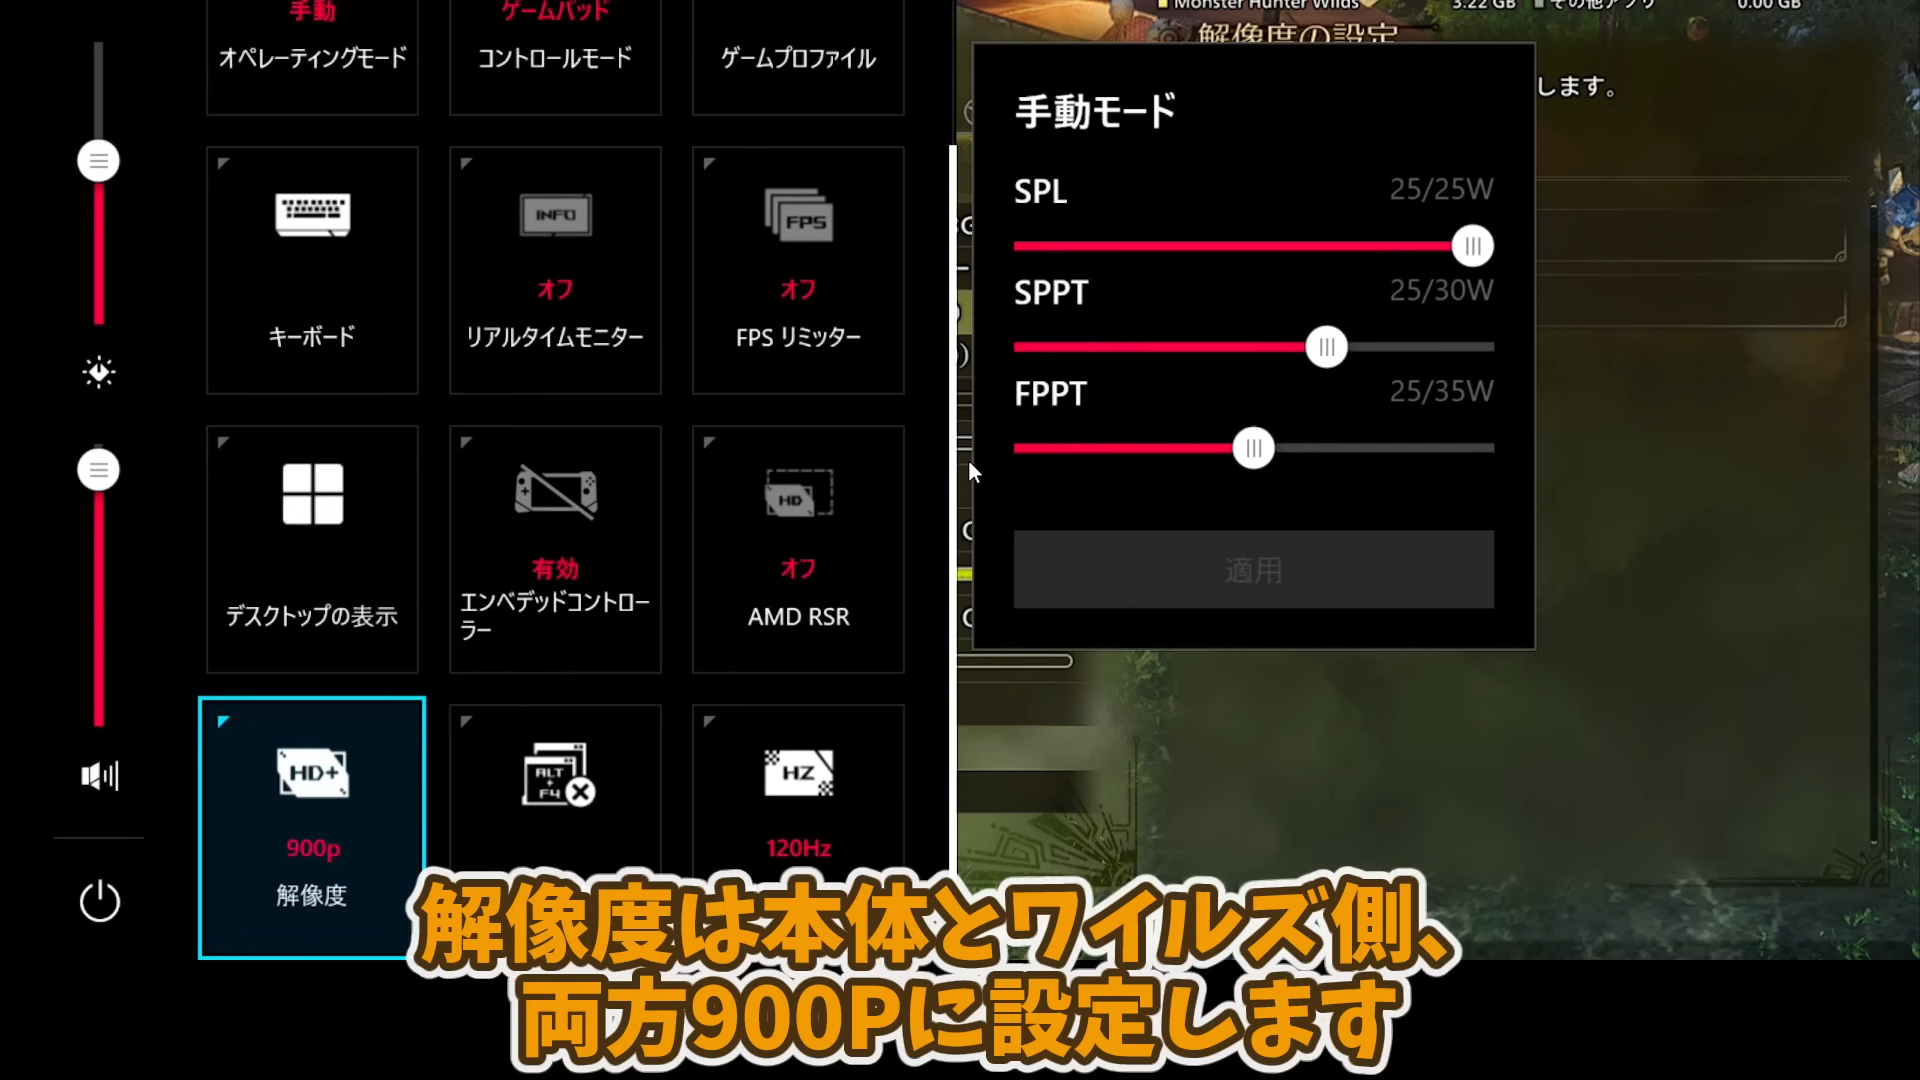 手動
オペレーティングモード
ゲームパッド
コントロールモード
ゲームプロファイル
キーボード
INFO
オフ
リアルタイムモニター
FPS
オフ
FPS リミッター
デスクトップの表示
有効
エンベデッドコントロー
ラー
HD
オフ
AMD RSR
HD+
900p
解像度
ALT
+
F4
HZ
120Hz
Monster Hunter Wilds
3.22 GB
その他アプリ
0.00 GB
解像度の設定
します。
手動モード
SPL
25/25W
SPPT
25/30W
FPPT
25/35W
適用
解像度は本体とワイルズ側、
両方900Pに設定します